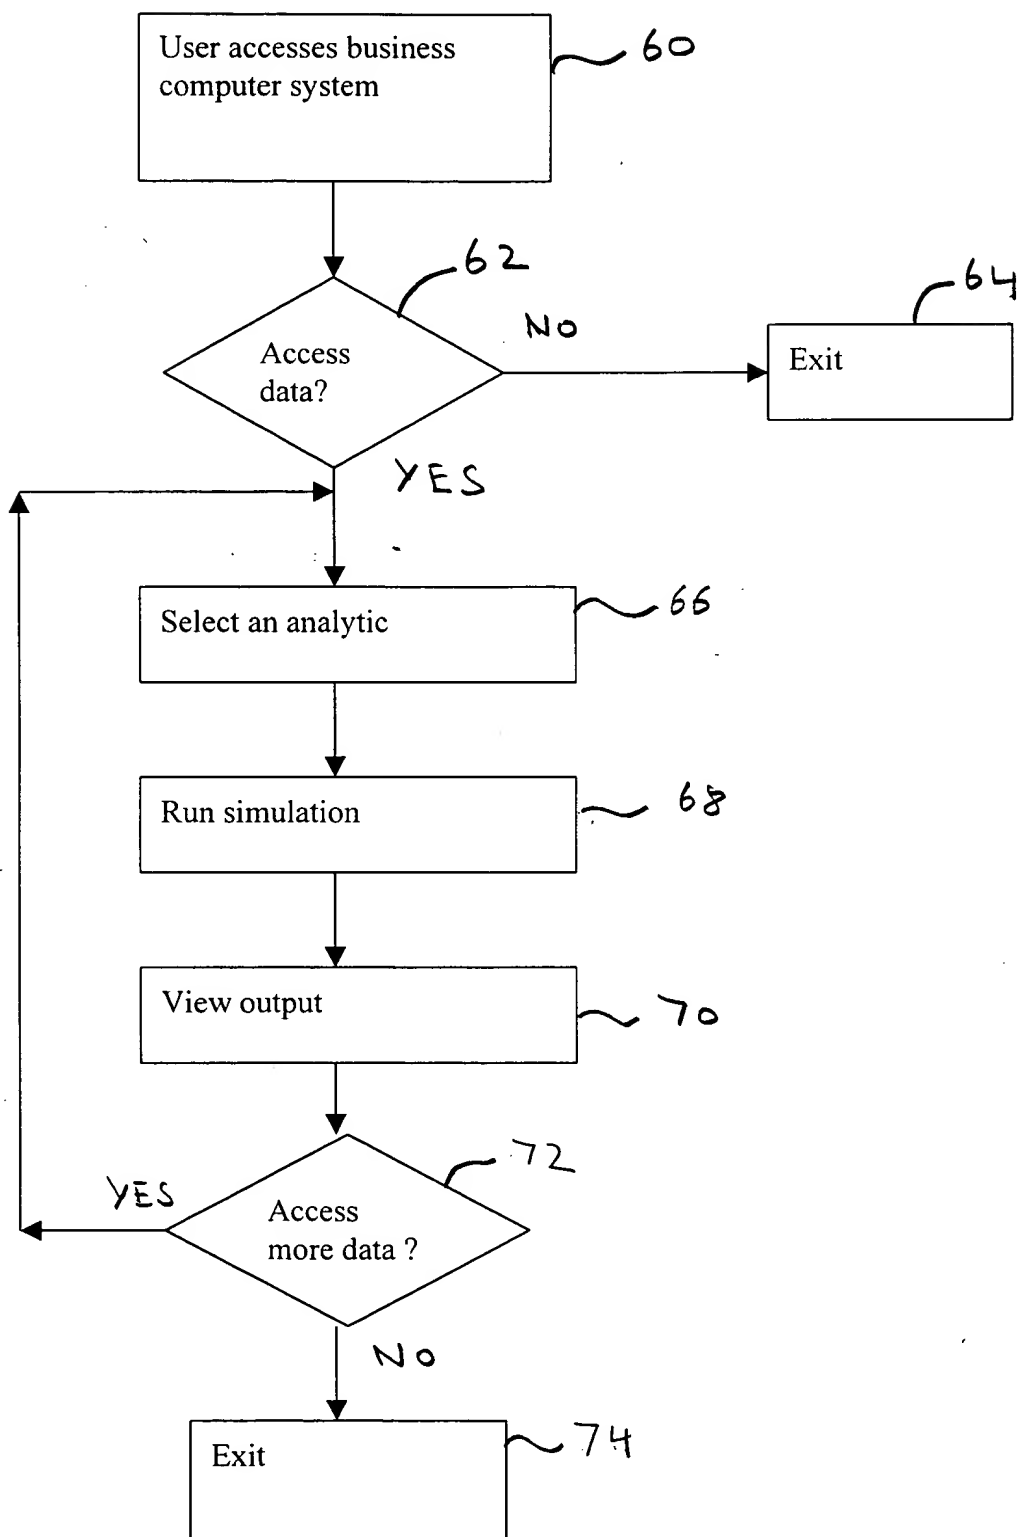 User accesses business
computer system
60
62
Access
data?
NO
64
Exit
YES
Select an analytic
66
Run simulation
68
View output
70
72
YES
Access
more data ?
NO
Exit
74